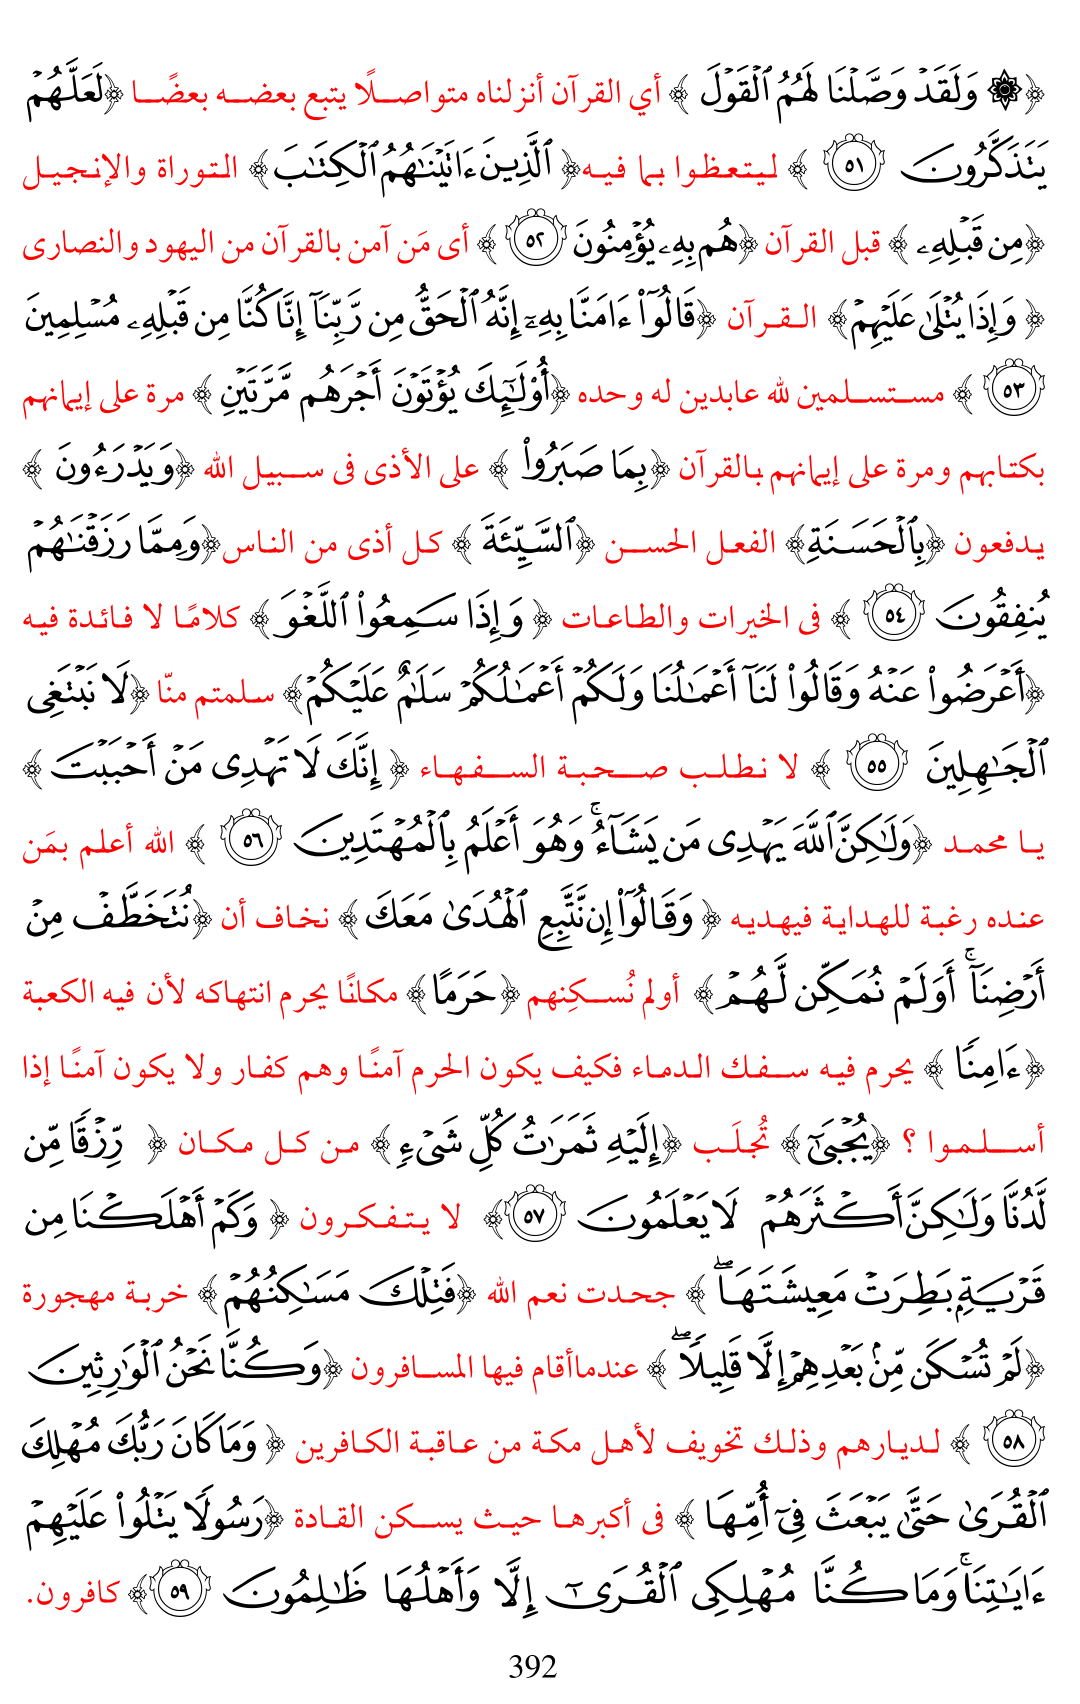 ﴿۞ وَلَقَدۡ وَصَّلۡنَا لَهُمُ ٱلۡقَوۡلَ ﴾ أي القرآن أنزلناه متواصلًا يتبع بعضه بعضًا ﴿لَعَلَّهُمۡ
يَتَذَكَّرُونَ ٥١ ﴾ ليتعظوا بما فيه﴿ ٱلَّذِينَ ءَاتَيۡنَٰهُمُ ٱلۡكِتَٰبَ﴾ التوراة والإنجيل
﴿مِن قَبۡلِهِۦ ﴾ قبل القرآن ﴿هُم بِهِۦ يُؤۡمِنُونَ ٥٢ ﴾ أى مَن آمن بالقرآن من اليهود والنصارى
﴿ وَإِذَا يُتۡلَىٰ عَلَيۡهِمۡ﴾ القرآن ﴿قَالُوٓاْ ءَامَنَّا بِهِۦٓ إِنَّهُ ٱلۡحَقُّ مِن رَّبِّنَآ إِنَّا كُنَّا مِن قَبۡلِهِۦ مُسۡلِمِينَ
٥٣ ﴾ مستسلمين لله عابدين له وحده ﴿أُوْلَٰٓئِكَ يُؤۡتَوۡنَ أَجۡرَهُم مَّرَّتَيۡنِ ﴾ مرة على إيمانهم
بكتابهم ومرة على إيمانهم بالقرآن ﴿بِمَا صَبَرُواْ ﴾ على الأذى فى سبيل الله ﴿وَيَدۡرَءُونَ ﴾
يدفعون ﴿بِٱلۡحَسَنَةِ﴾ الفعل الحسن ﴿ٱلسَّيِّئَةَ ﴾ كل أذى من الناس﴿وَمِمَّا رَزَقۡنَٰهُمۡ
يُنفِقُونَ ٥٤ ﴾ فى الخيرات والطاعات ﴿ وَإِذَا سَمِعُواْ ٱللَّغۡوَ ﴾ كلامًا لا فائدة فيه
﴿أَعۡرَضُواْ عَنۡهُ وَقَالُواْ لَنَآ أَعۡمَٰلُنَا وَلَكُمۡ أَعۡمَٰلُكُمۡ سَلَٰمٌ عَلَيۡكُمۡ﴾ سلمتم منّا ﴿لَا نَبۡتَغِي
ٱلۡجَٰهِلِينَ ٥٥ ﴾ لا نطلب صحبة السفهاء ﴿ إِنَّكَ لَا تَهۡدِي مَنۡ أَحۡبَبۡتَ ﴾
يا محمد ﴿وَلَٰكِنَّ ٱللَّهَ يَهۡدِي مَن يَشَآءُۚ وَهُوَ أَعۡلَمُ بِٱلۡمُهۡتَدِينَ ٥٦ ﴾ الله أعلم بمَن
عنده رغبة للهداية فيهديه ﴿ وَقَالُوٓاْ إِن نَّتَّبِعِ ٱلۡهُدَىٰ مَعَكَ ﴾ نخاف أن ﴿نُتَخَطَّفۡ مِنۡ
أَرۡضِنَآۚ أَوَلَمۡ نُمَكِّن لَّهُمۡ ﴾ أولم نُسكِنهم ﴿حَرَمًا﴾ مكانًا يحرم انتهاكه لأن فيه الكعبة
﴿ءَامِنٗا ﴾ يحرم فيه سفك الدماء فكيف يكون الحرم آمنًا وهم كفار ولا يكون آمنًا إذا
أسلموا ؟ ﴿يُجۡبَىٰٓ ﴾ تُجلَب ﴿إِلَيۡهِ ثَمَرَٰتُ كُلِّ شَيۡءٖ ﴾ من كل مكان ﴿ رِّزۡقٗا مِّن
لَّدُنَّا وَلَٰكِنَّ أَكۡثَرَهُمۡ لَا يَعۡلَمُونَ ٥٧﴾ لا يتفكرون ﴿ وَكَمۡ أَهۡلَكۡنَا مِن
قَرۡيَةِۭ بَطِرَتۡ مَعِيشَتَهَاۖ ﴾ جحدت نعم الله ﴿فَتِلۡكَ مَسَٰكِنُهُمۡ﴾ خربة مهجورة
﴿لَمۡ تُسۡكَن مِّنۢ بَعۡدِهِمۡ إِلَّا قَلِيلٗاۖ ﴾ عندماأقام فيها المسافرون ﴿وَكُنَّا نَحۡنُ ٱلۡوَٰرِثِينَ
٥٨ ﴾ لديارهم وذلك تخويف لأهل مكة من عاقبة الكافرين ﴿ وَمَا كَانَ رَبُّكَ مُهۡلِكَ
ٱلۡقُرَىٰ حَتَّىٰ يَبۡعَثَ فِيٓ أُمِّهَا ﴾ فى أكبرها حيث يسكن القادة ﴿رَسُولٗا يَتۡلُواْ عَلَيۡهِمۡ
ءَايَٰتِنَاۚ وَمَا كُنَّا مُهۡلِكِي ٱلۡقُرَىٰٓ إِلَّا وَأَهۡلُهَا ظَٰلِمُونَ ٥٩﴾ كافرون.
392